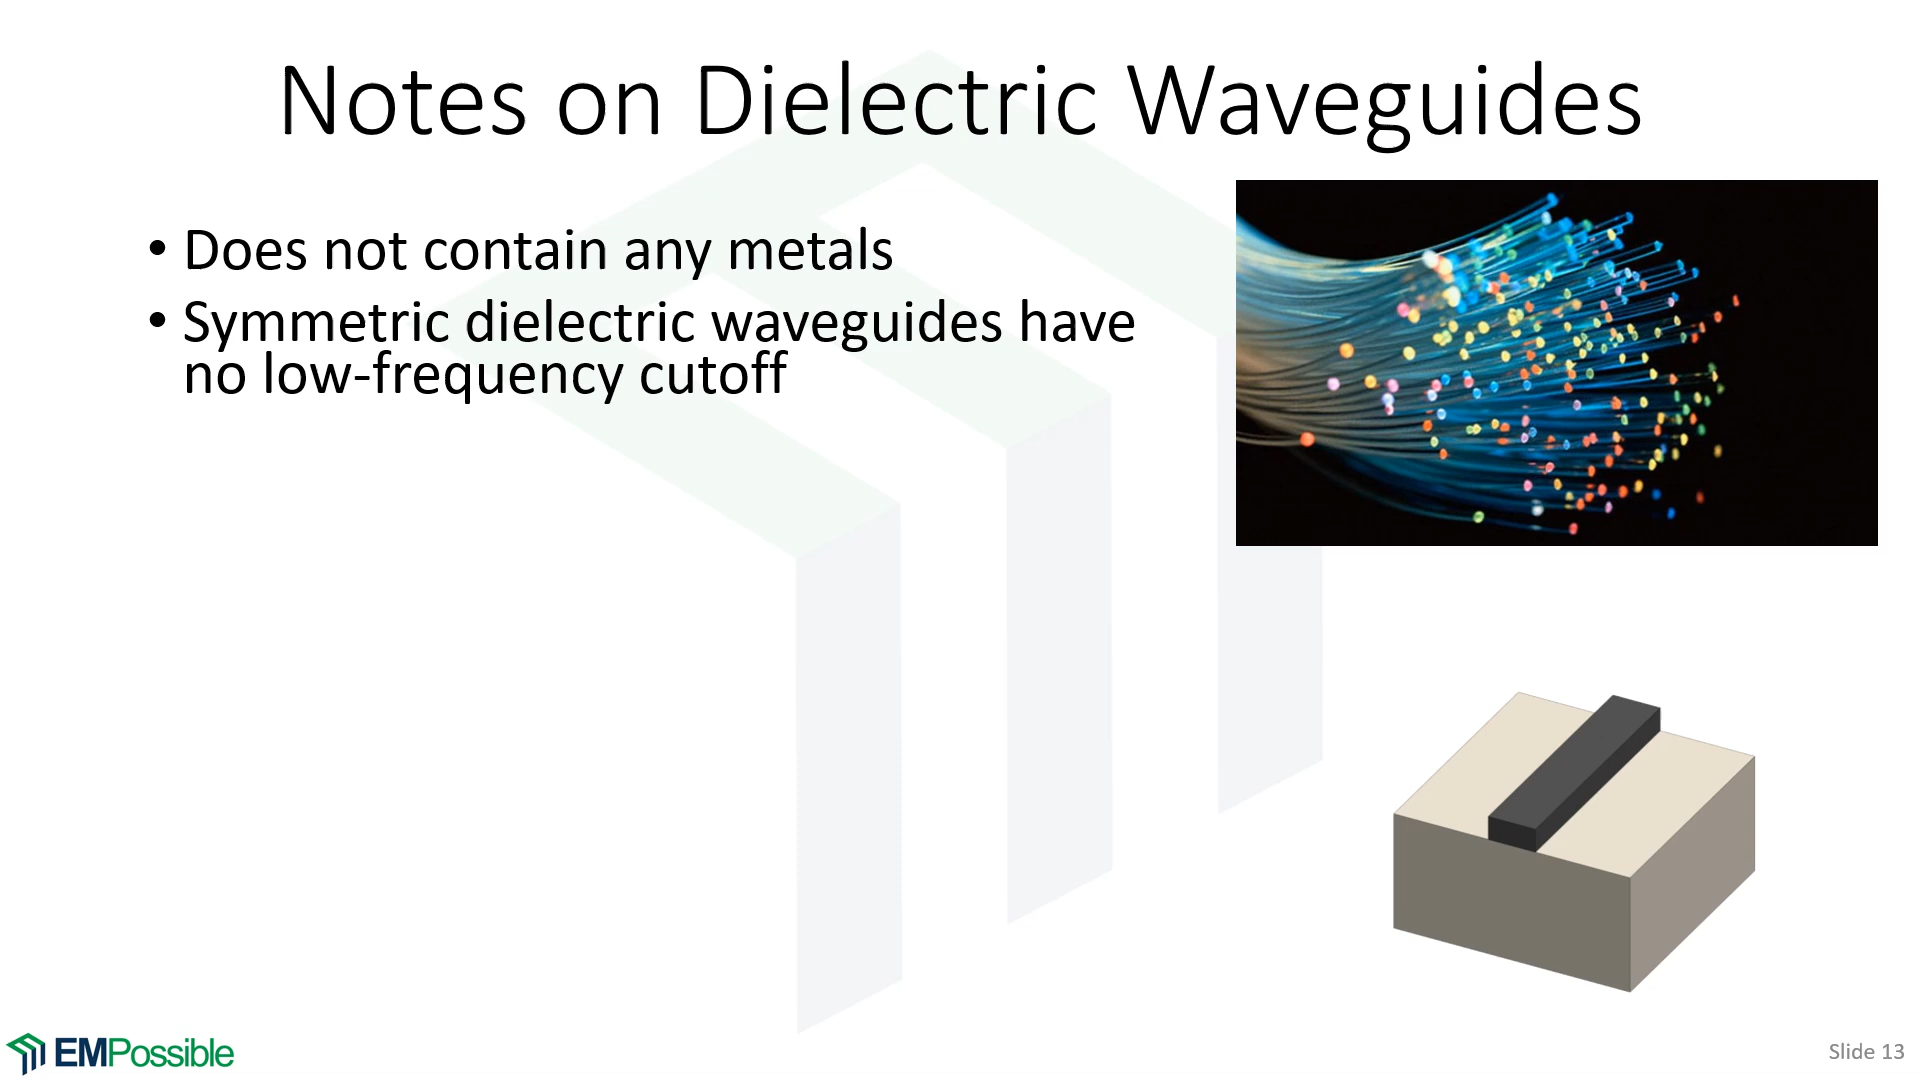 Notes on Dielectric Waveguides
• Does not contain any metals
• Symmetric dielectric waveguides have
no low-frequency cutoff
EMPossible
Slide 13